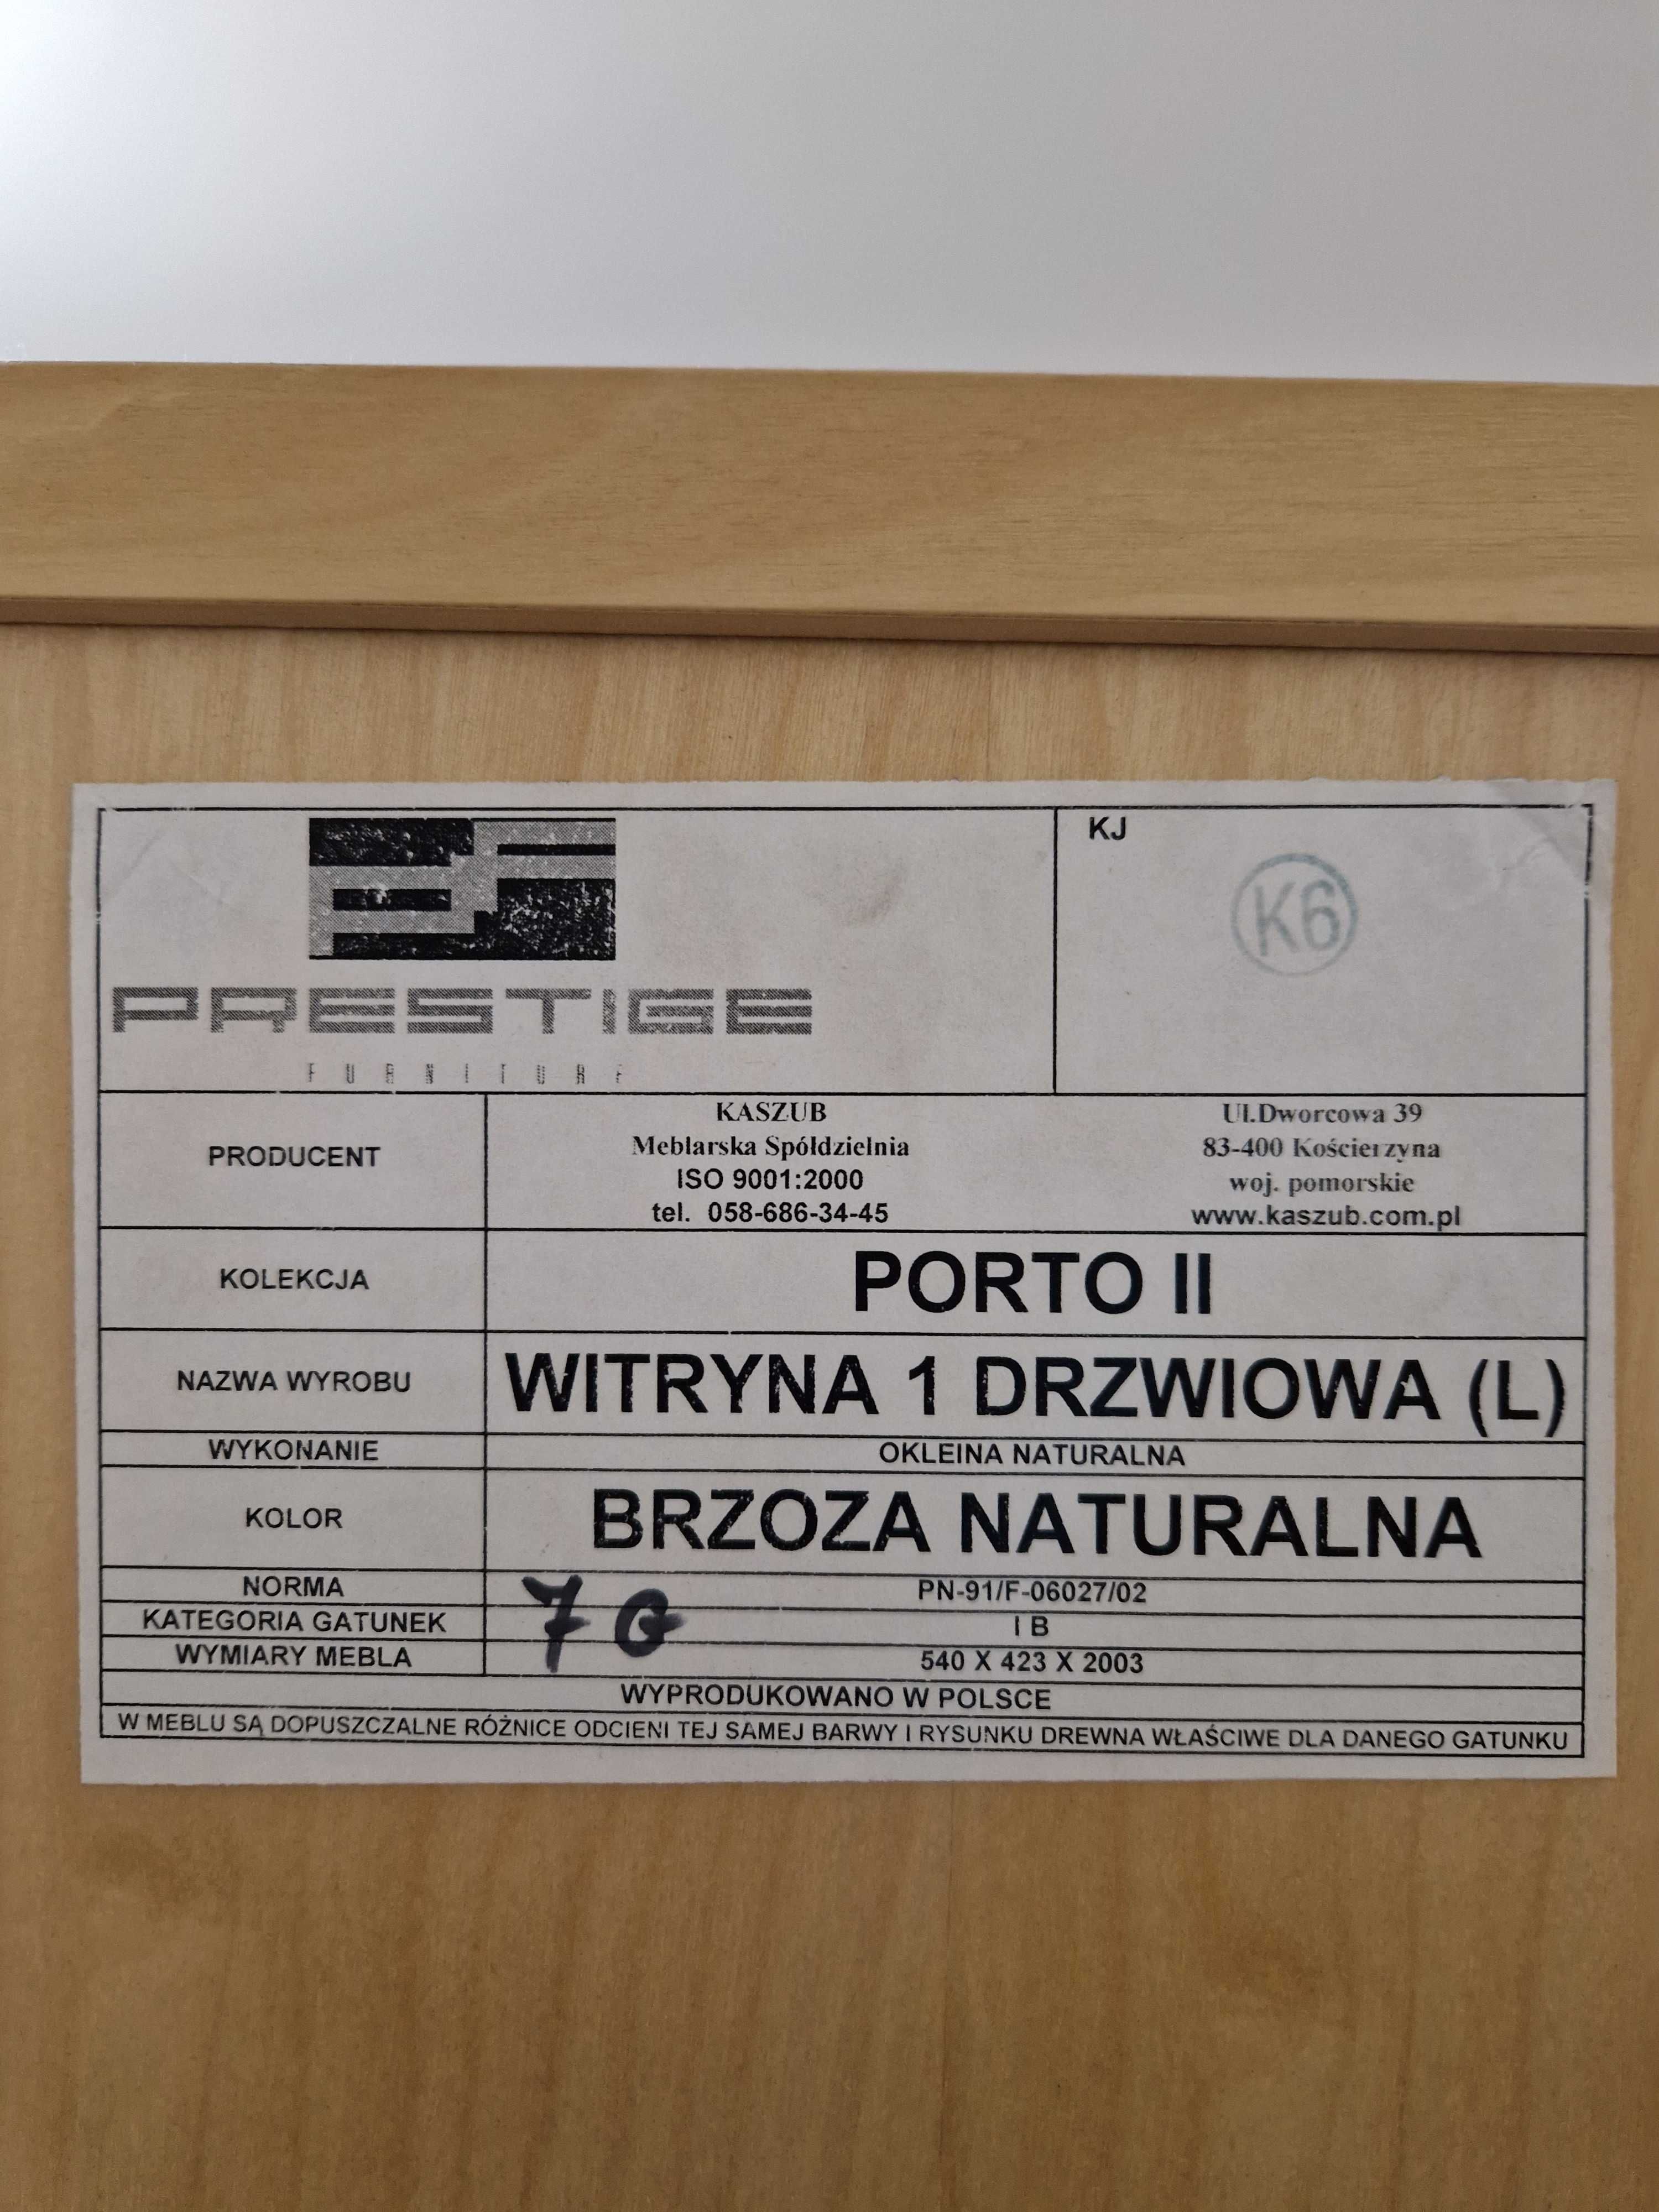 KJ
K6
PRESTIGE
FURNITURE
PRODUCENT
KASZUB
Meblarska Spółdzielnia
ISO 9001:2000
tel. 058-686-34-45
Ul.Dworcowa 39
83-400 Kościerzyna
woj. pomorskie
www.kaszub.com.pl
KOLEKCJA
PORTO II
NAZWA WYROBU
WITRYNA 1 DRZWIOWA (L)
WYKONANIE
OKLEINA NATURALNA
KOLOR
BRZOZA NATURALNA
NORMA
PN-91/F-06027/02
KATEGORIA GATUNEK
I B
WYMIARY MEBLA
540 X 423 X 2003
70
WYPRODUKOWANO W POLSCE
W MEBLU SĄ DOPUSZCZALNE RÓŻNICE ODCIENI TEJ SAMEJ BARWY I RYSUNKU DREWNA WŁAŚCIWE DLA DANEGO GATUNKU